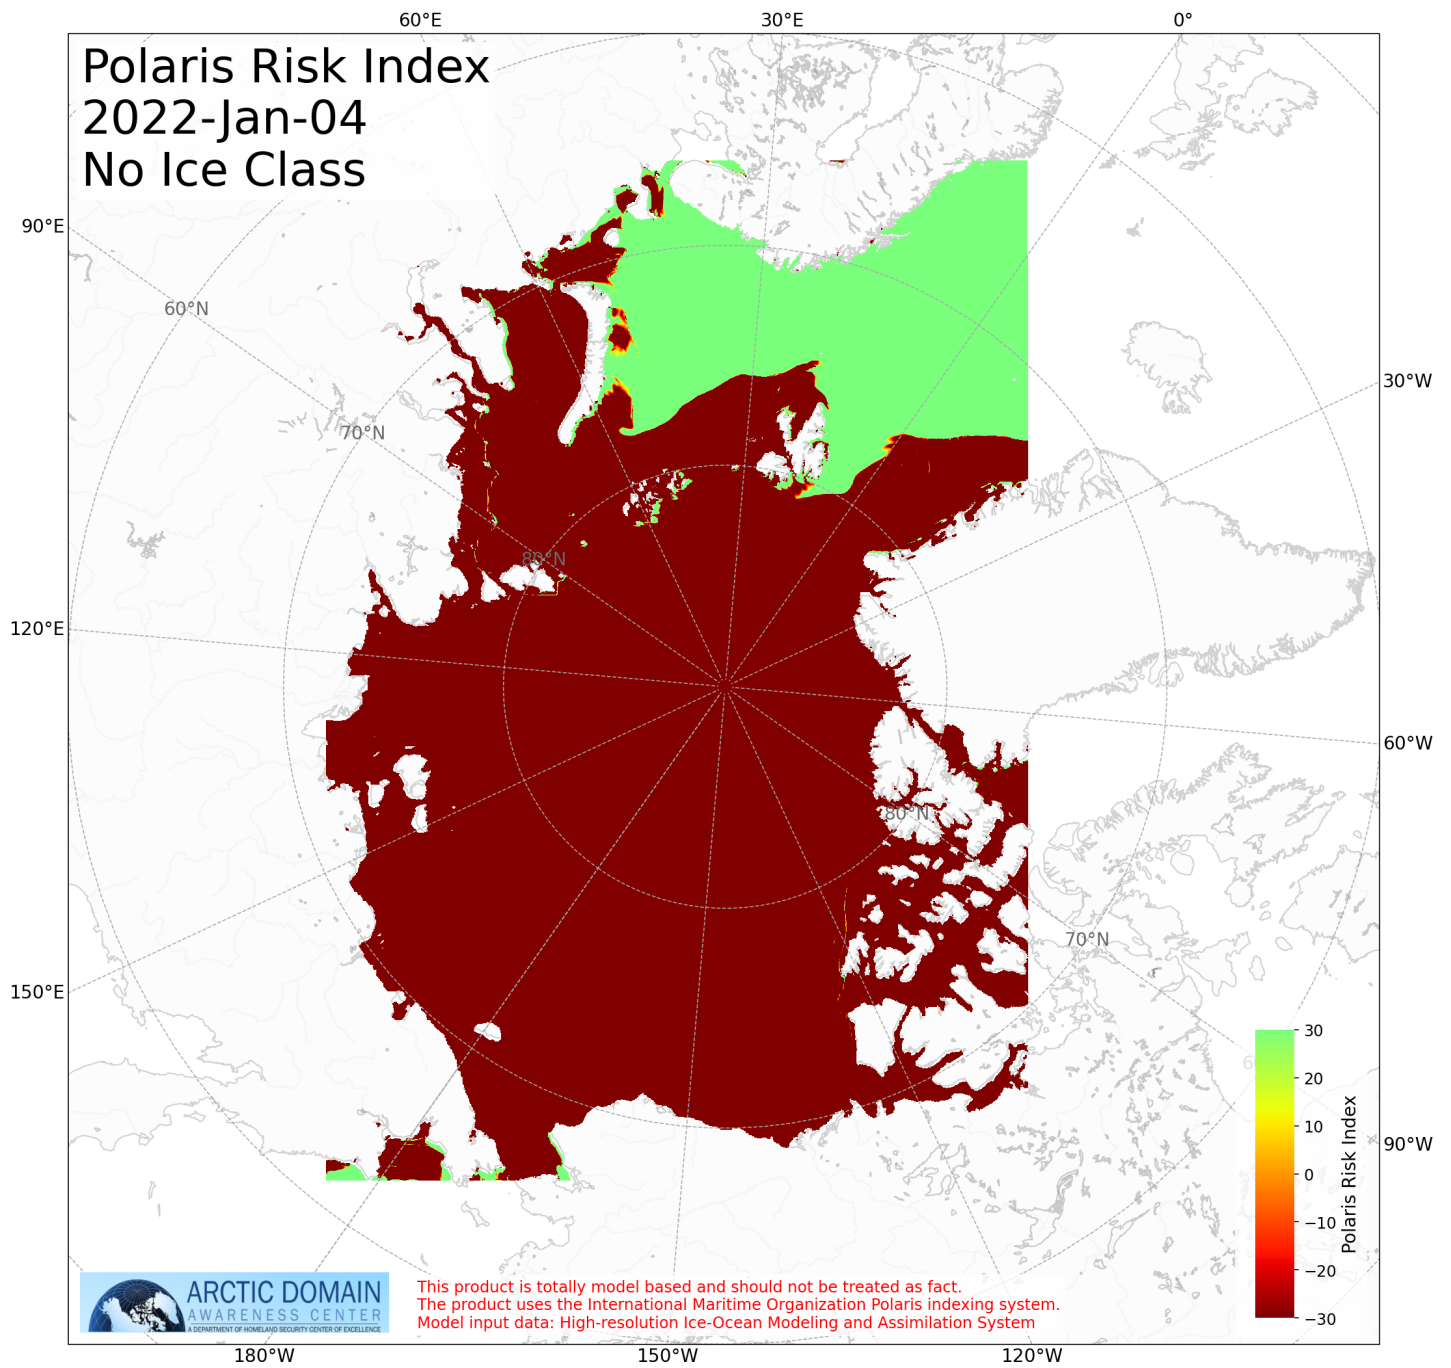 60°E 30°E 0°
Polaris Risk Index
2022-Jan-04
No Ice Class
90°E
60°N
30°W
70°N
80°N
120°E
60°W
80°N
70°N
150°E
30
20
10
0
−10
−20
−30
Polaris Risk Index
90°W
ARCTIC DOMAIN
AWARENESS CENTER
A DEPARTMENT OF HOMELAND SECURITY CENTER OF EXCELLENCE
This product is totally model based and should not be treated as fact.
The product uses the International Maritime Organization Polaris indexing system.
Model input data: High-resolution Ice-Ocean Modeling and Assimilation System
180°W 150°W 120°W